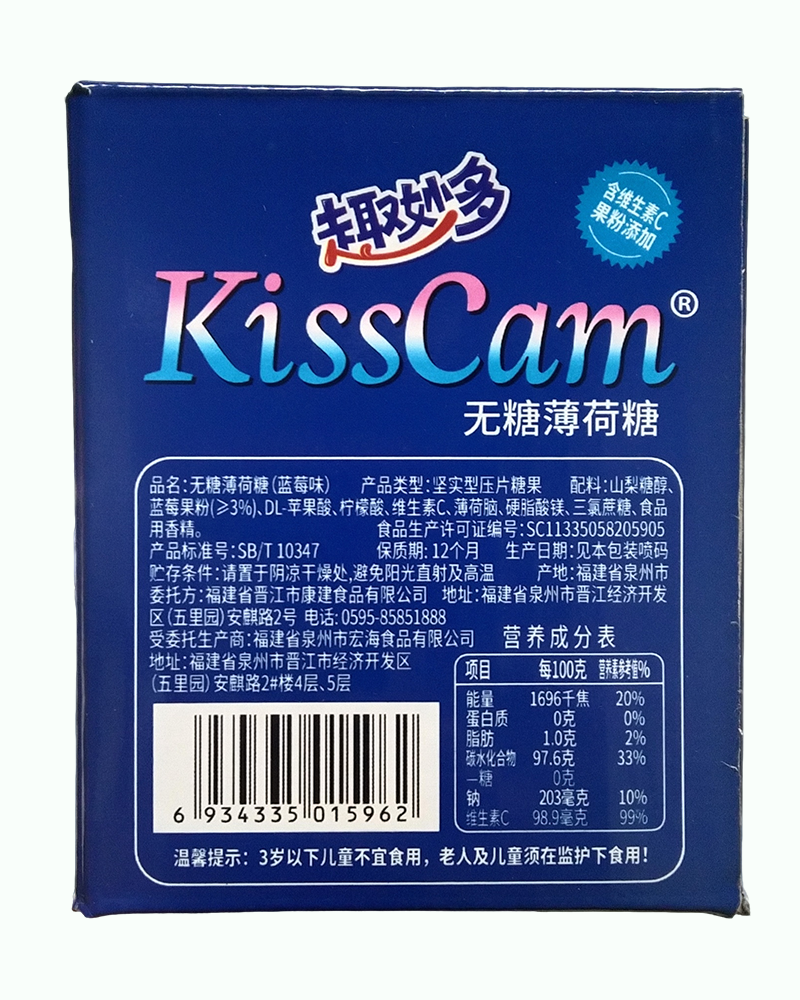 趣妙多
含维生素C
果粉添加
KissCam®
无糖薄荷糖
品名:无糖薄荷糖(蓝莓味) 产品类型:坚实型压片糖果 配料:山梨糖醇、
蓝莓果粉(≥3%)、DL-苹果酸、柠檬酸、维生素C、薄荷脑、硬脂酸镁、三氯蔗糖、食品
用香精。 食品生产许可证编号:SC11335058205905
产品标准号:SB/T 10347 保质期:12个月 生产日期:见本包装喷码
贮存条件:请置于阴凉干燥处,避免阳光直射及高温 产地:福建省泉州市
委托方:福建省晋江市康建食品有限公司 地址:福建省泉州市晋江经济开发
区(五里园)安麒路2号 电话:0595-85851888
受委托生产商:福建省泉州市宏海食品有限公司
地址:福建省泉州市晋江市经济开发区
(五里园)安麒路2#楼4层、5层
营养成分表
项目 每100克 营养素参考值%
能量 1696千焦 20%
蛋白质 0克 0%
脂肪 1.0克 2%
碳水化合物 97.6克 33%
—糖 0克
钠 203毫克 10%
维生素C 98.9毫克 99%
6 934335 015962
温馨提示：3岁以下儿童不宜食用，老人及儿童须在监护下食用！